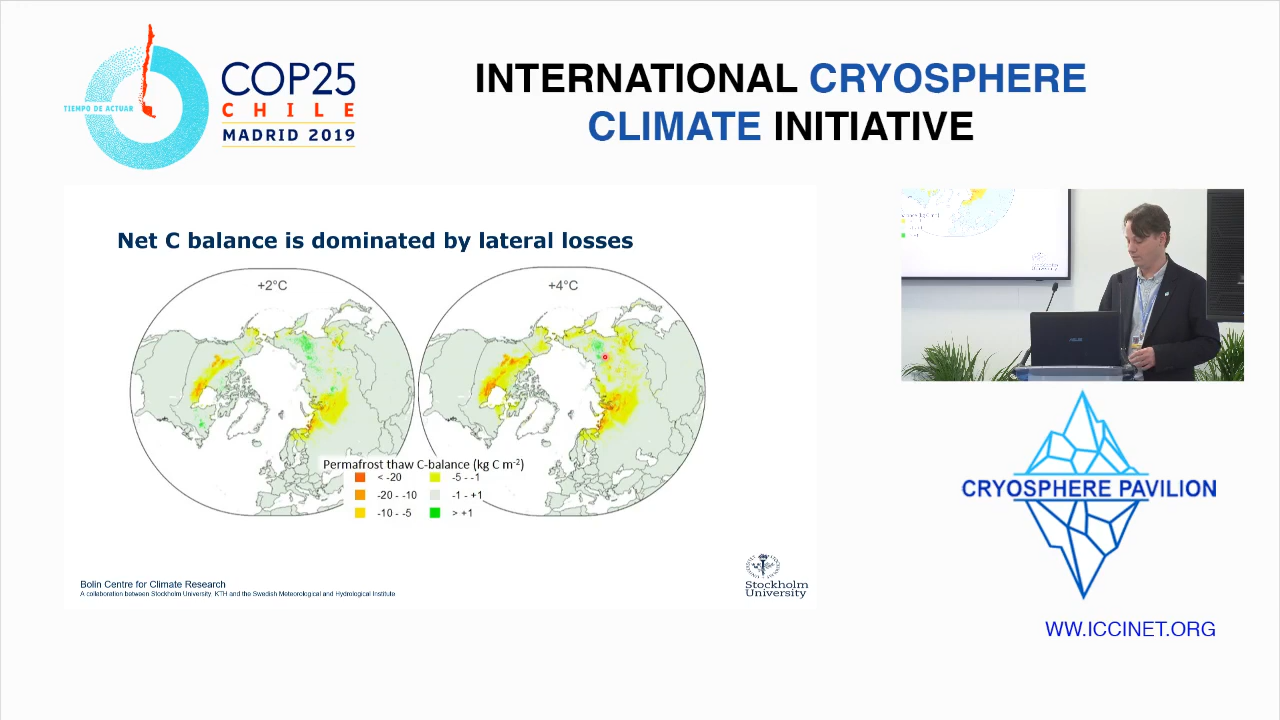 TIEMPO DE ACTUAR
COP25
CHILE
MADRID 2019
INTERNATIONAL CRYOSPHERE
CLIMATE INITIATIVE
Net C balance is dominated by lateral losses
+2°C
+4°C
Permafrost thaw C-balance (kg C m-2)
< -20
-5 - -1
-20 - -10
-1 - +1
-10 - -5
> +1
Bolin Centre for Climate Research
A collaboration between Stockholm University, KTH and the Swedish Meteorological and Hydrological Institute
Stockholm
University
CRYOSPHERE PAVILION
WW.ICCINET.ORG